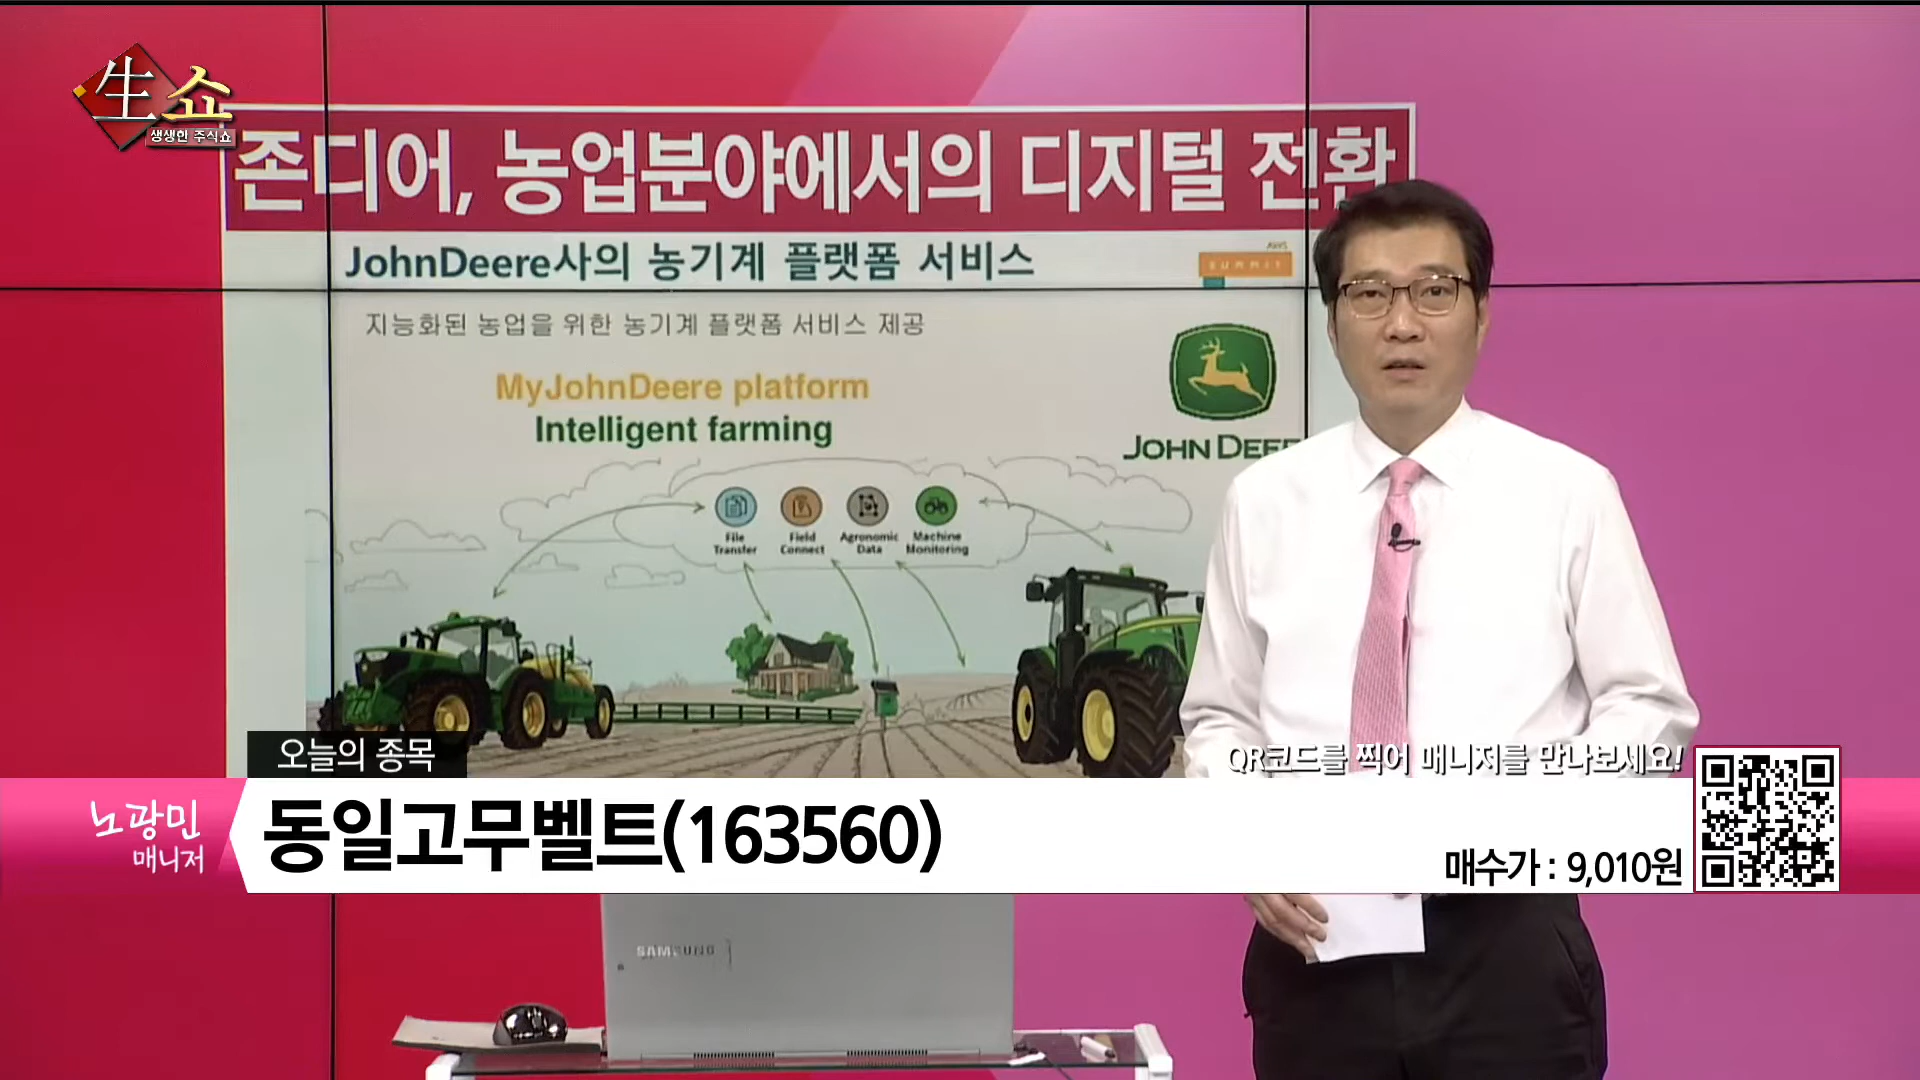 生쇼
생생한 주식쇼
존디어, 농업분야에서의 디지털 전환
JohnDeere사의 농기계 플랫폼 서비스
AWS
SUMMIT
지능화된 농업을 위한 농기계 플랫폼 서비스 제공
MyJohnDeere platform
Intelligent farming
JOHN DEE
File Transfer
Field Connect
Agronomic Data
Machine Monitoring
오늘의 종목
QR코드를 찍어 매니저를 만나보세요!
노광민
매니저
동일고무벨트(163560)
매수가 : 9,010원
SAMSUNG